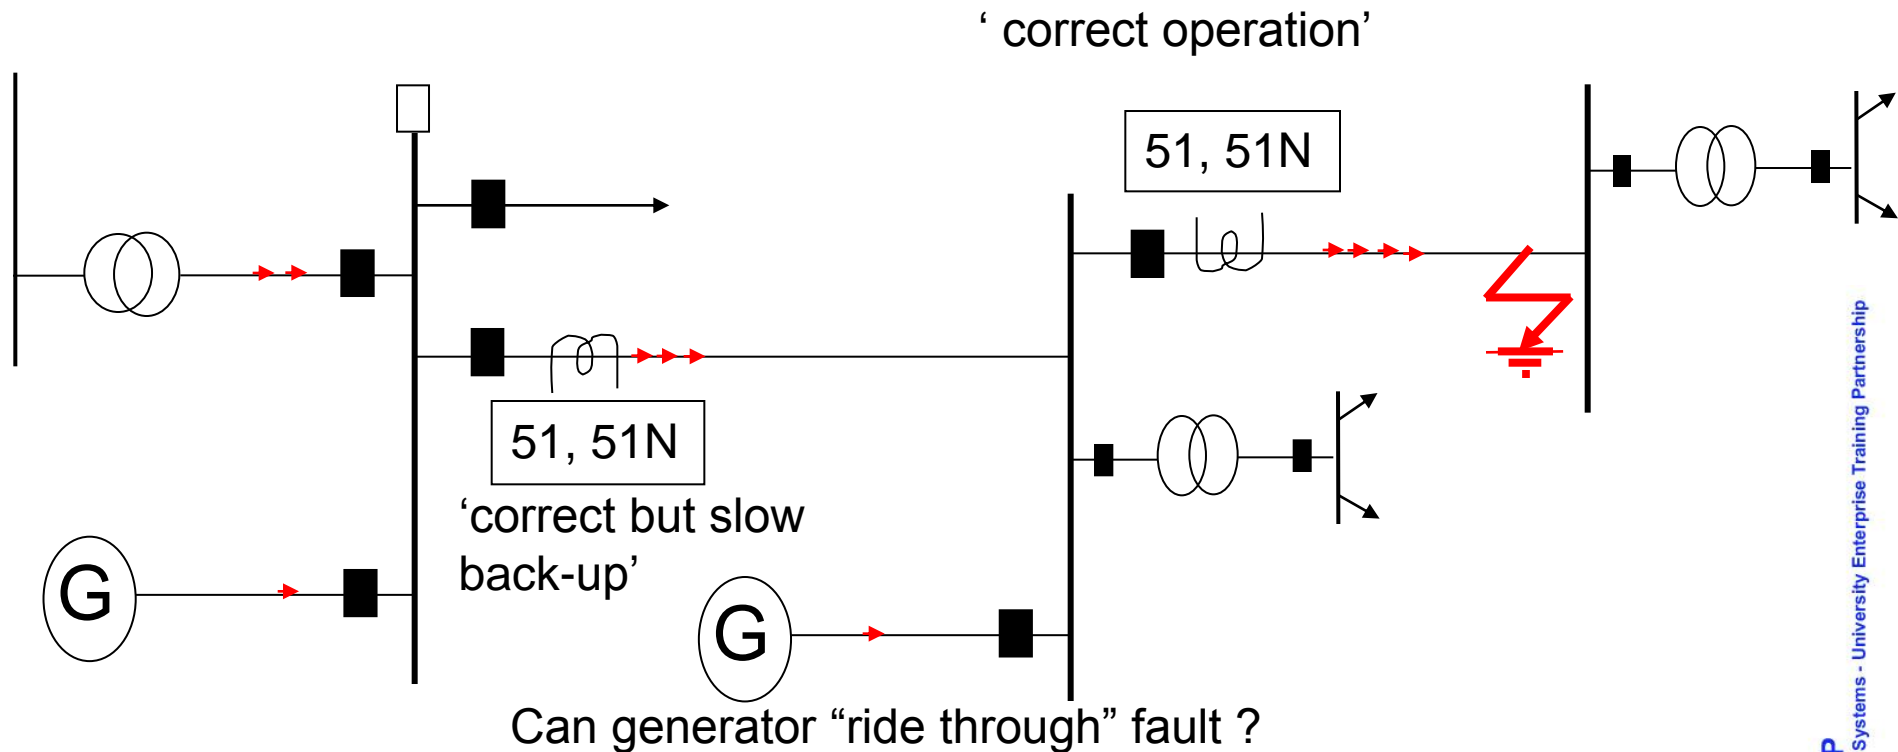 ‘ correct operation’
51, 51N
51, 51N
‘correct but slow
back-up’
G
G
Can generator “ride through” fault ?
P
Systems - University Enterprise Training Partnership